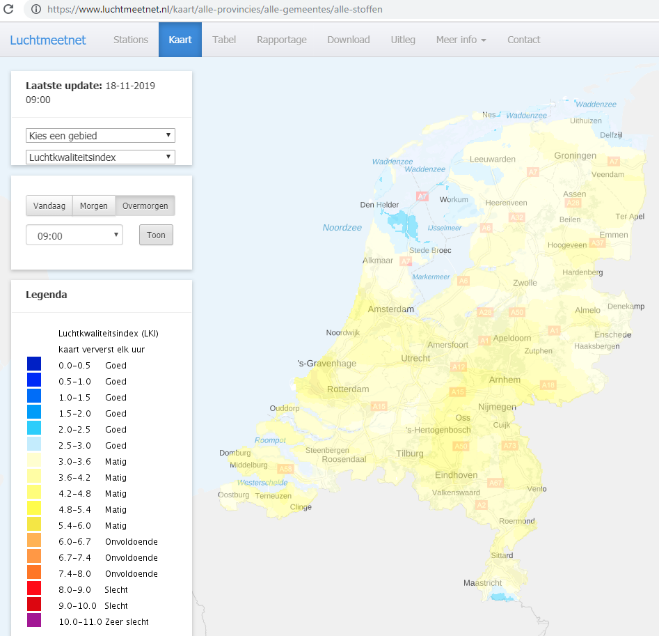 https://www.luchtmeetnet.nl/kaart/alle-provincies/alle-gemeentes/alle-stoffen
Luchtmeetnet Stations Kaart Tabel Rapportage Download Uitleg Meer info Contact
Laatste update: 18-11-2019
09:00
Kies een gebied
Luchtkwaliteitsindex
Vandaag Morgen Overmorgen
09:00 Toon
Legenda
Luchtkwaliteitsindex (LKI)
kaart ververst elk uur
0.0-0.5 Goed
0.5-1.0 Goed
1.0-1.5 Goed
1.5-2.0 Goed
2.0-2.5 Goed
2.5-3.0 Goed
3.0-3.6 Matig
3.6-4.2 Matig
4.2-4.8 Matig
4.8-5.4 Matig
5.4-6.0 Matig
6.0-6.7 Onvoldoende
6.7-7.4 Onvoldoende
7.4-8.0 Onvoldoende
8.0-9.0 Slecht
9.0-10.0 Slecht
10.0-11.0 Zeer slecht
Waddenzee
Nes Waddenzee
Uithuizen
Delfzijl
Waddenzee
Leeuwarden
Groningen
Waddenzee
Veendam
Den Helder
Workum
Heerenveen
Assen
Noordzee
IJsselmeer
Beilen
Ter Apel
Emmen
Stede Broec
Hoogeveen
Alkmaar
Markermeer
Hardenberg
Zwolle
Amsterdam
Almelo
Denekamp
Noordwijk
Amersfoort
Apeldoorn
Enschede
Zutphen
Haaksbergen
's-Gravenhage
Utrecht
Rotterdam
Arnhem
Ouddorp
Oss
Nijmegen
Roompot
's-Hertogenbosch
Cuijk
Domburg
Steenbergen
Tilburg
Middelburg
Roosendaal
Westerschelde
Eindhoven
Oostburg
Terneuzen
Valkenswaard
Venlo
Clinge
Roermond
Sittard
Maastricht